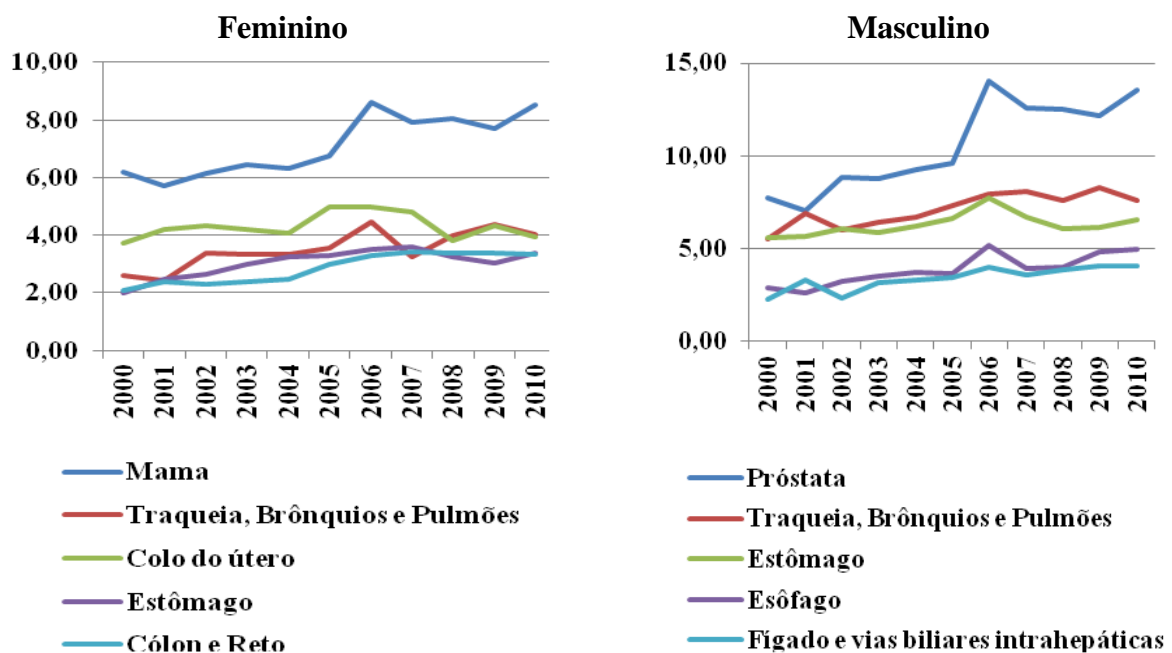 Feminino
10,00
8,00
6,00
4,00
2,00
0,00
2000
2001
2002
2003
2004
2005
2006
2007
2008
2009
2010
Mama
Traqueia, Brônquios e Pulmões
Colo do útero
Estômago
Cólon e Reto
Masculino
15,00
10,00
5,00
0,00
2000
2001
2002
2003
2004
2005
2006
2007
2008
2009
2010
Próstata
Traqueia, Brônquios e Pulmões
Estômago
Esôfago
Fígado e vias biliares intrahepáticas